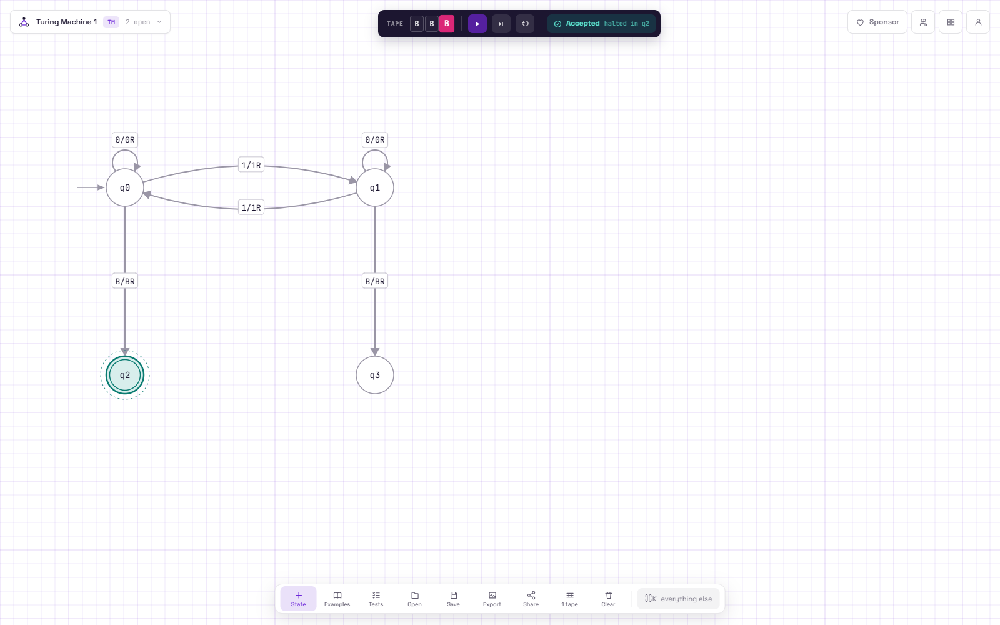 Turing Machine 1 TM 2 open
TAPE B B B Accepted halted in q2
Sponsor
0/0R 0/0R
1/1R
q0 q1
1/1R
B/BR B/BR
q2 q3
State Examples Tests Open Save Export Share 1 tape Clear ⌘K everything else